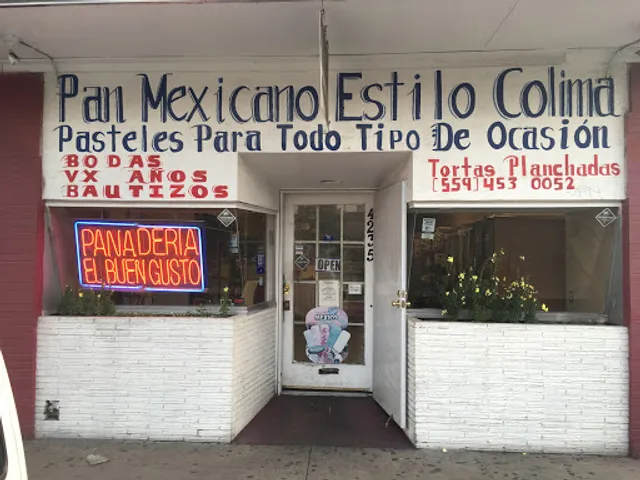 Pan Mexicano Estilo Colima
Pasteles Para Todo Tipo De Ocasión
BODAS
VX AÑOS
BAUTIZOS
Tortas Planchadas
(559)453 0052
PANADERIA
EL BUEN GUSTO
OPEN
4235